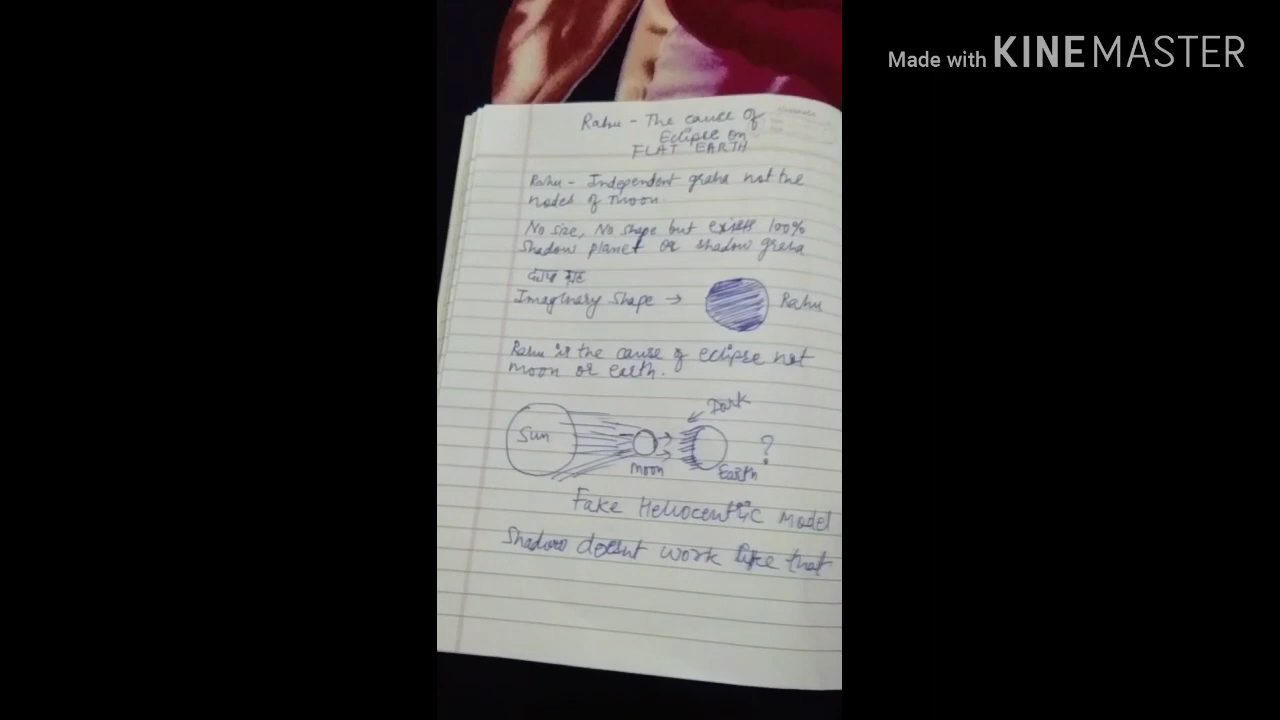 Made with KINEMASTER
Rahu - The cause of
Eclipse on
FLAT EARTH
Rahu - Independent graha not the
nodes of moon.
No size, No shape but exists 100%
Shadow planet or shadow graha
छाया ग्रह
Imaginary Shape → Rahu
Rahu is the cause of eclipse not
moon or earth.
Dark
Sun
?
moon
Earth
Fake Heliocentric Model
Shadow doesnt work like that